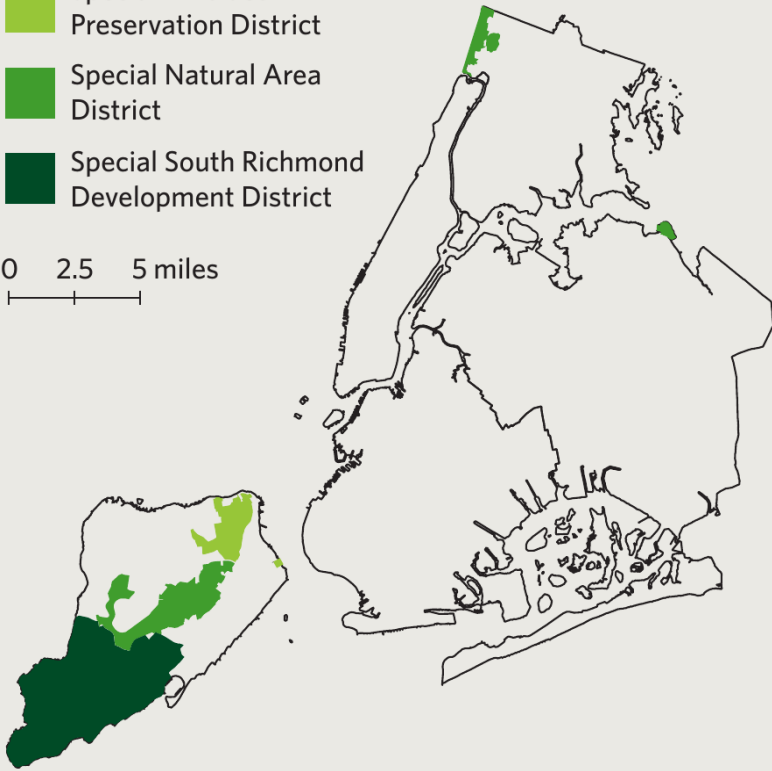 Preservation District
Special Natural Area
District
Special South Richmond
Development District
0 2.5 5 miles